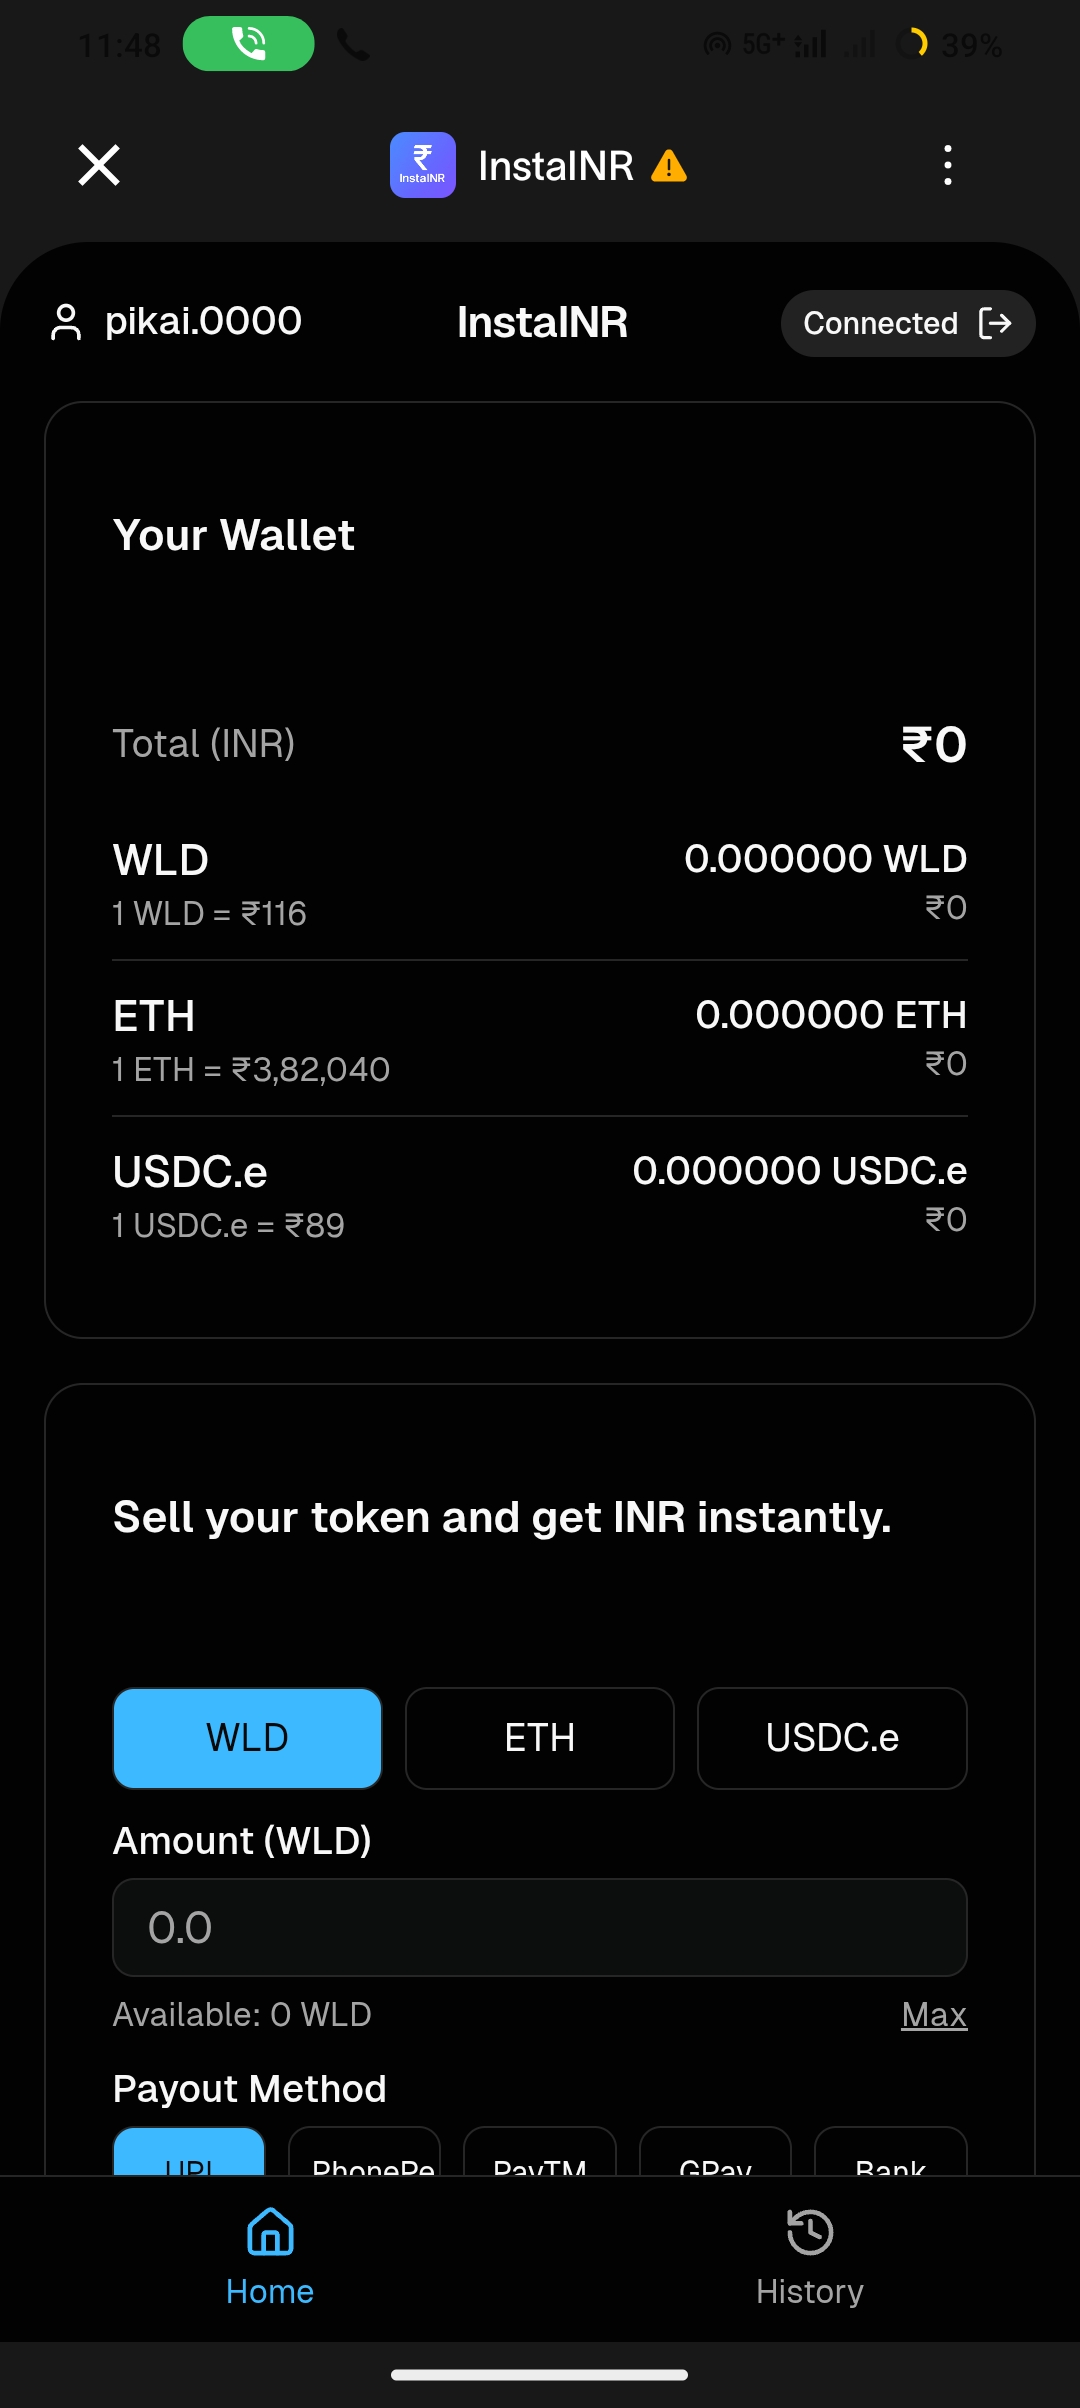 11:48
5G+
39%
₹
InstaINR
InstaINR
pikai.0000
InstaINR
Connected
Your Wallet
Total (INR)
₹0
WLD
0.000000 WLD
1 WLD = ₹116
₹0
ETH
0.000000 ETH
1 ETH = ₹3,82,040
₹0
USDC.e
0.000000 USDC.e
1 USDC.e = ₹89
₹0
Sell your token and get INR instantly.
WLD
ETH
USDC.e
Amount (WLD)
0.0
Available: 0 WLD
Max
Payout Method
UPI
PhonePe
PayTM
GPay
Bank
Home
History